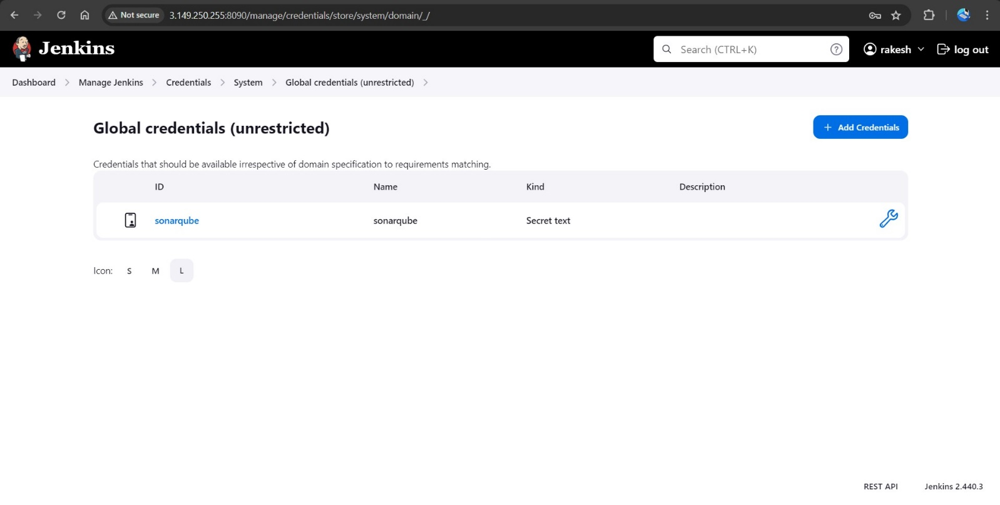 Not secure 3.149.250.255:8090/manage/credentials/store/system/domain/_/
Jenkins Search (CTRL+K) rakesh log out
Dashboard Manage Jenkins Credentials System Global credentials (unrestricted)
Global credentials (unrestricted) + Add Credentials
Credentials that should be available irrespective of domain specification to requirements matching.
ID Name Kind Description
sonarqube sonarqube Secret text
Icon: S M L
REST API Jenkins 2.440.3